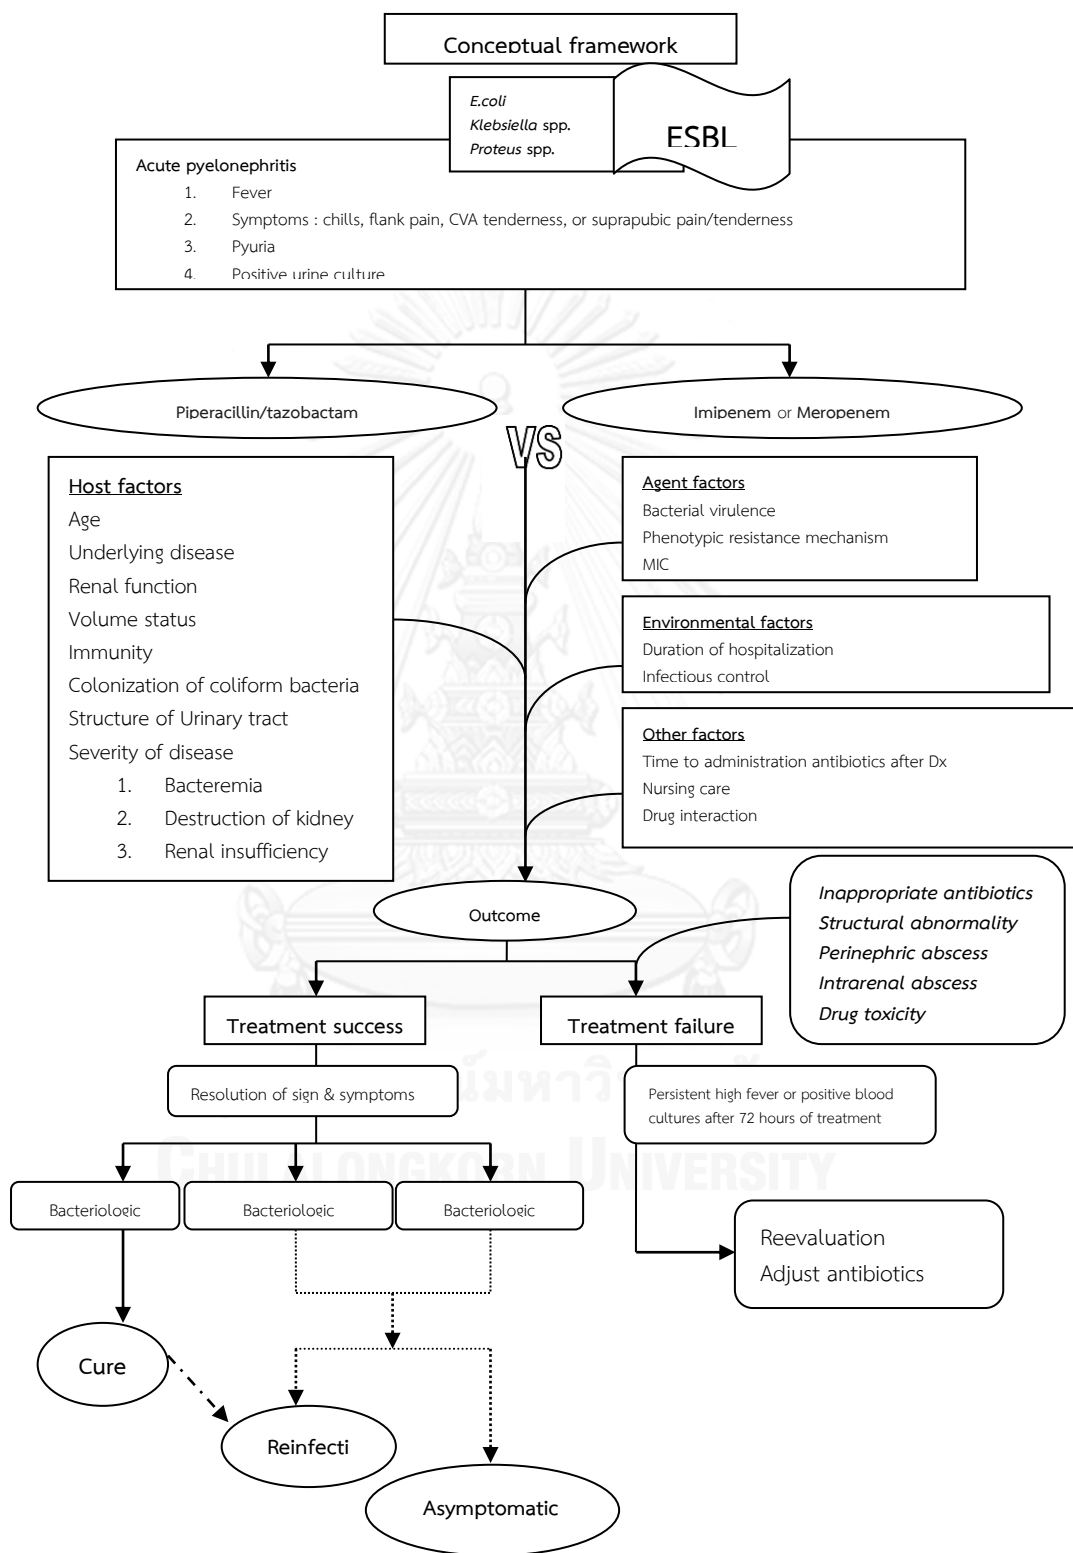 Conceptual framework
E.coli
Klebsiella spp.
Proteus spp.
ESBL
Acute pyelonephritis
1. Fever
2. Symptoms : chills, flank pain, CVA tenderness, or suprapubic pain/tenderness
3. Pyuria
4. Positive urine culture
Piperacillin/tazobactam
Imipenem or Meropenem
VS
Host factors
Age
Underlying disease
Renal function
Volume status
Immunity
Colonization of coliform bacteria
Structure of Urinary tract
Severity of disease
1. Bacteremia
2. Destruction of kidney
3. Renal insufficiency
Agent factors
Bacterial virulence
Phenotypic resistance mechanism
MIC
Environmental factors
Duration of hospitalization
Infectious control
Other factors
Time to administration antibiotics after Dx
Nursing care
Drug interaction
Outcome
Inappropriate antibiotics
Structural abnormality
Perinephric abscess
Intrarenal abscess
Drug toxicity
Treatment success
Treatment failure
Resolution of sign & symptoms
Persistent high fever or positive blood
cultures after 72 hours of treatment
CHULALONGKORN UNIVERSITY
Bacteriologic
Bacteriologic
Bacteriologic
Reevaluation
Adjust antibiotics
Cure
Reinfecti
Asymptomatic